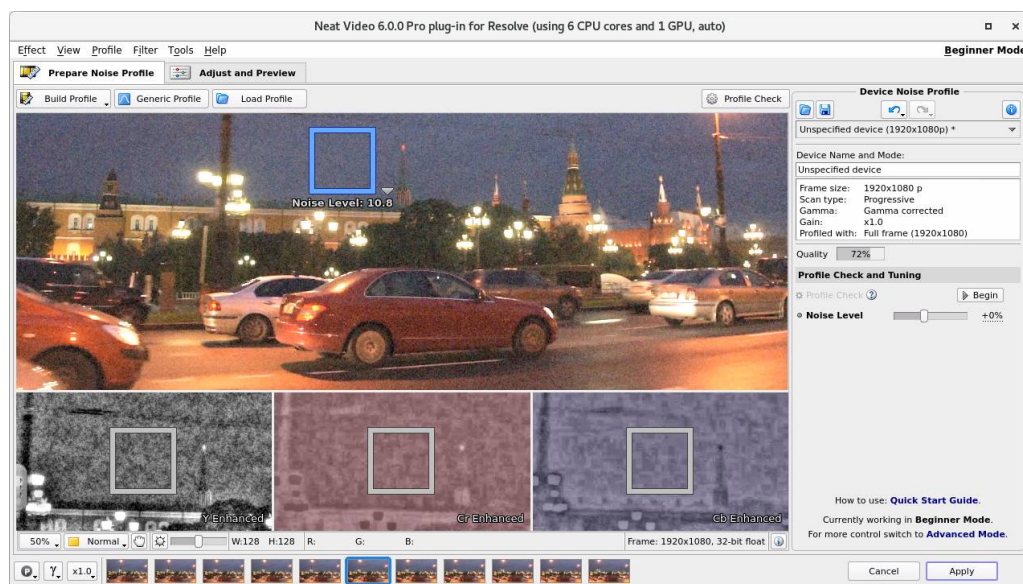 Neat Video 6.0.0 Pro plug-in for Resolve (using 6 CPU cores and 1 GPU, auto)
Effect View Profile Filter Tools Help
Beginner Mode
Prepare Noise Profile
Adjust and Preview
Build Profile
Generic Profile
Load Profile
Profile Check
Device Noise Profile
Unspecified device (1920x1080p) *
Device Name and Mode:
Unspecified device
Frame size: 1920x1080 p
Scan type: Progressive
Gamma: Gamma corrected
Gain: x1.0
Profiled with: Full frame (1920x1080)
Quality 72%
Profile Check and Tuning
Profile Check
Begin
Noise Level +0%
Noise Level: 10.8
Y Enhanced
Cr Enhanced
Cb Enhanced
How to use: Quick Start Guide.
Currently working in Beginner Mode.
For more control switch to Advanced Mode.
50% Normal W:128 H:128 R: G: B: Frame: 1920x1080, 32-bit float
P γ x1.0
Cancel
Apply